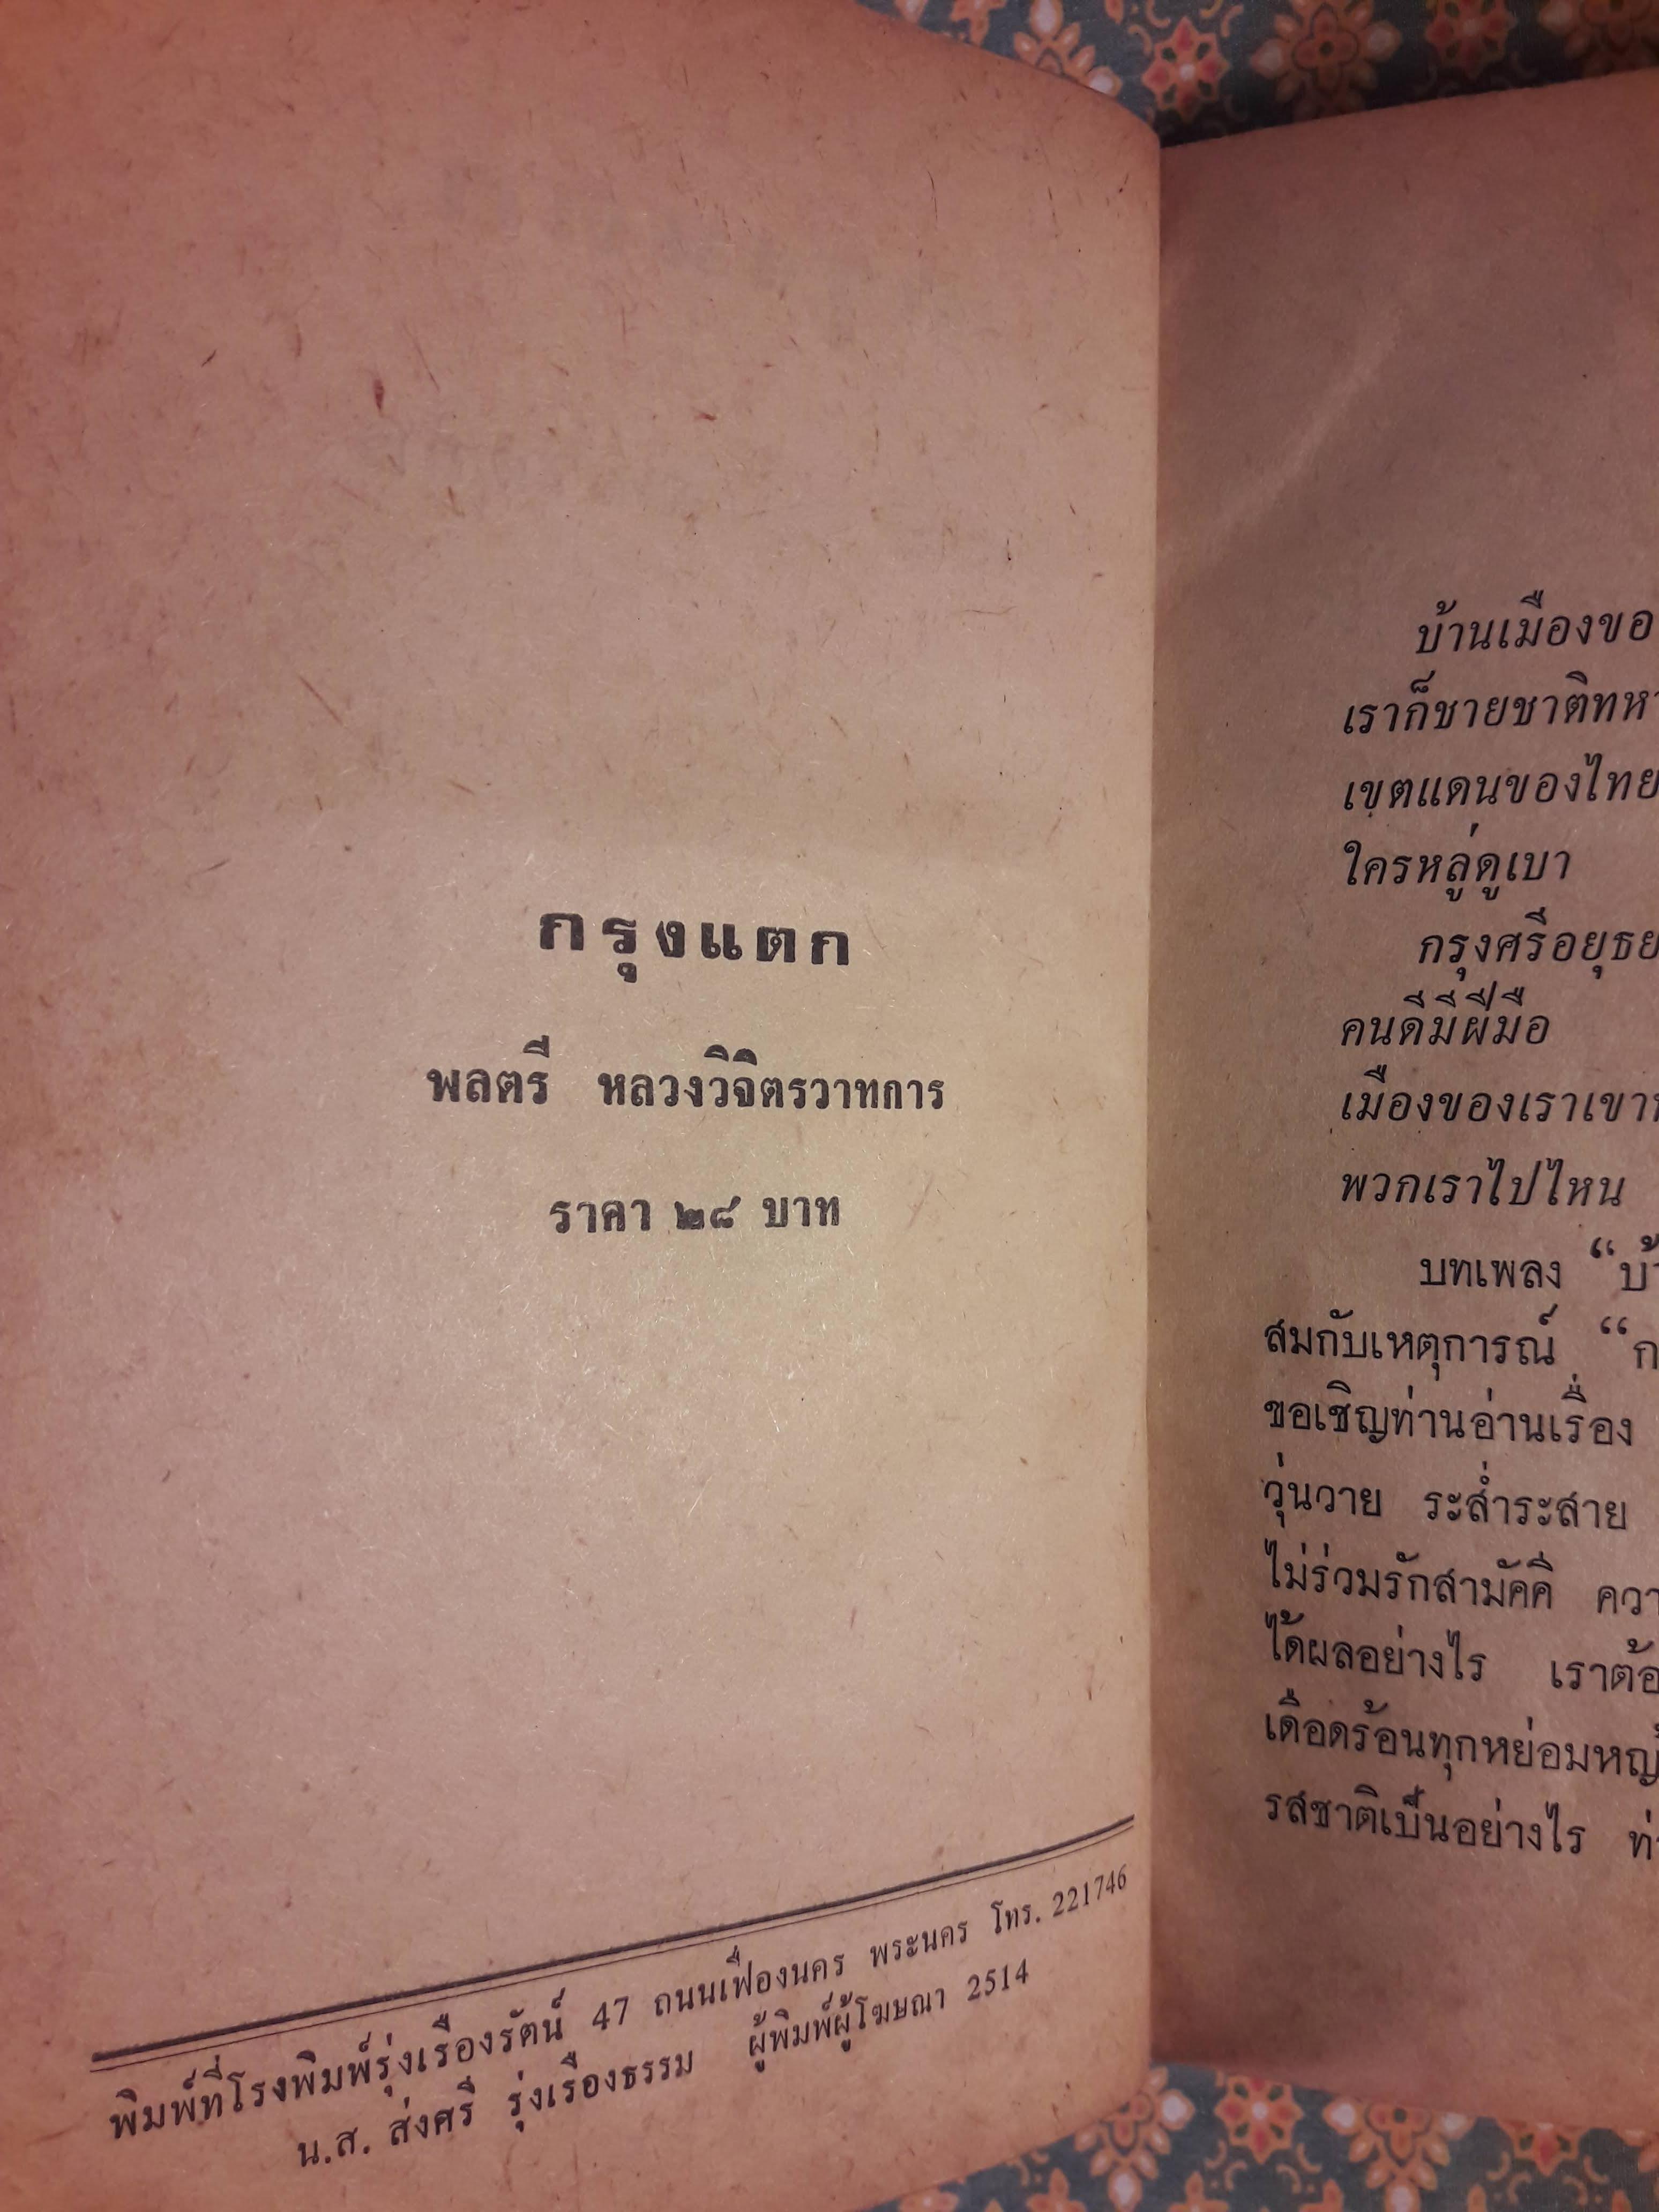 กรุงแตก
พลตรี หลวงวิจิตรวาทการ
ราคา ๒๘ บาท
พิมพ์ที่โรงพิมพ์รุ่งเรืองรัตน์ 47 ถนนเฟื่องนคร พระนคร โทร. 221746
น.ส. ส่งศรี รุ่งเรืองธรรม ผู้พิมพ์ผู้โฆษณา 2514
บ้านเมืองขอ
เราก็ชายชาติทหา
เขตแดนของไทย
ใครหลู่ดูเบา
กรุงศรีอยุธย
คนดีมีฝีมือ
เมืองของเราเขา
พวกเราไปไหน
บทเพลง “บ้า
สมกับเหตุการณ์ “ก
ขอเชิญท่านอ่านเรื่อง
วุ่นวาย ระส่ำระสาย
ไม่ร่วมรักสามัคคี ควา
ได้ผลอย่างไร เราต้อ
เดือดร้อนทุกหย่อมหญ้
รสชาติเป็นอย่างไร ท่า